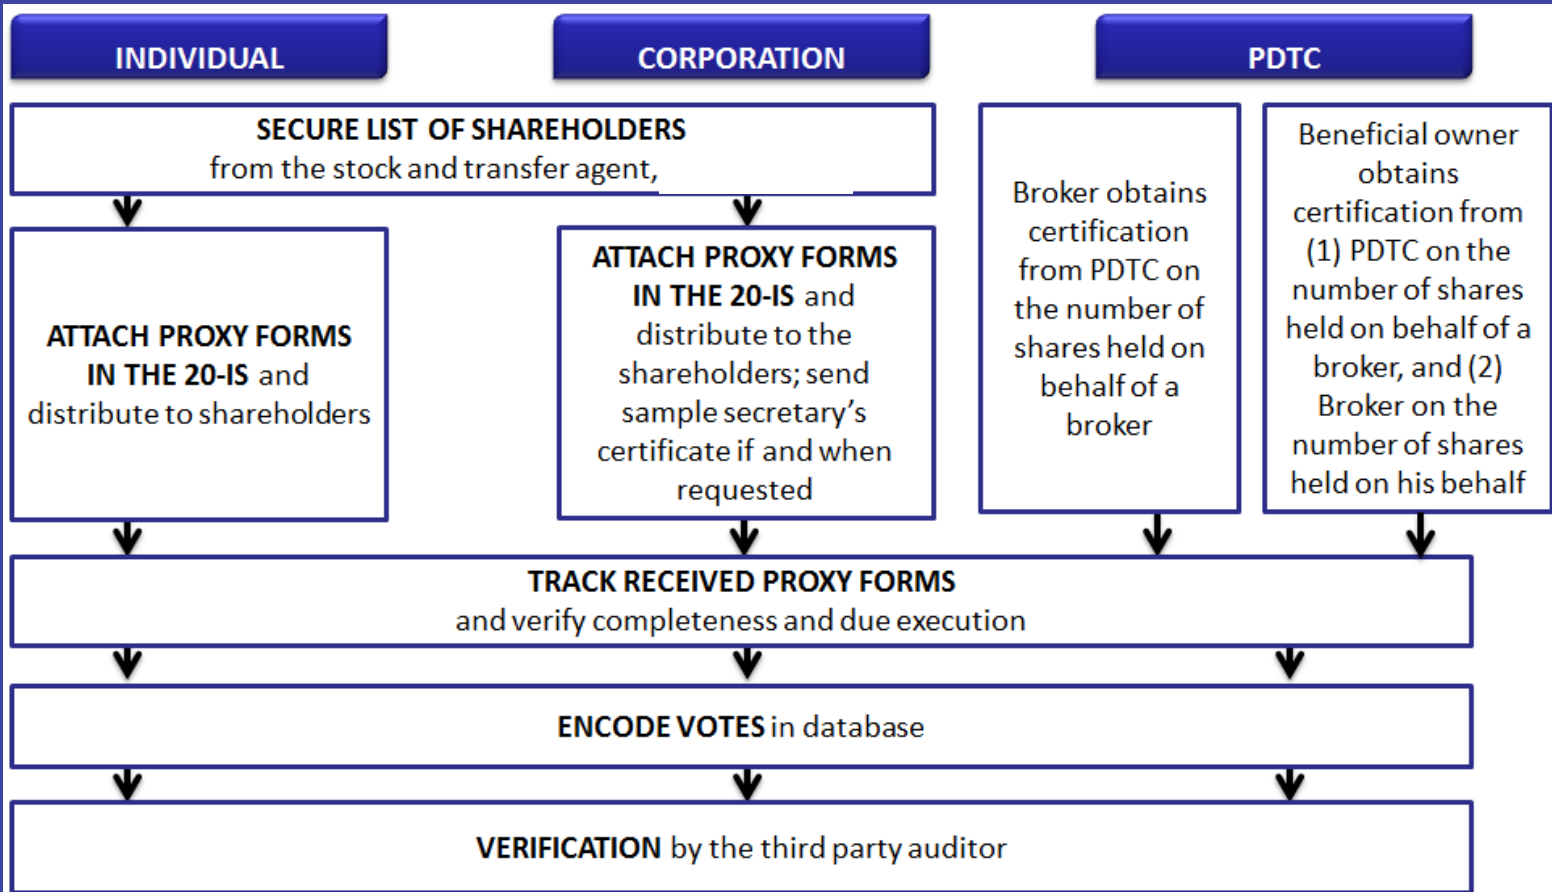 INDIVIDUAL
CORPORATION
PDTC
SECURE LIST OF SHAREHOLDERS
from the stock and transfer agent,
ATTACH PROXY FORMS
IN THE 20-IS and
distribute to shareholders
ATTACH PROXY FORMS
IN THE 20-IS and
distribute to the
shareholders; send
sample secretary’s
certificate if and when
requested
Broker obtains
certification
from PDTC on
the number of
shares held on
behalf of a
broker
Beneficial owner
obtains
certification from
(1) PDTC on the
number of shares
held on behalf of a
broker, and (2)
Broker on the
number of shares
held on his behalf
TRACK RECEIVED PROXY FORMS
and verify completeness and due execution
ENCODE VOTES in database
VERIFICATION by the third party auditor